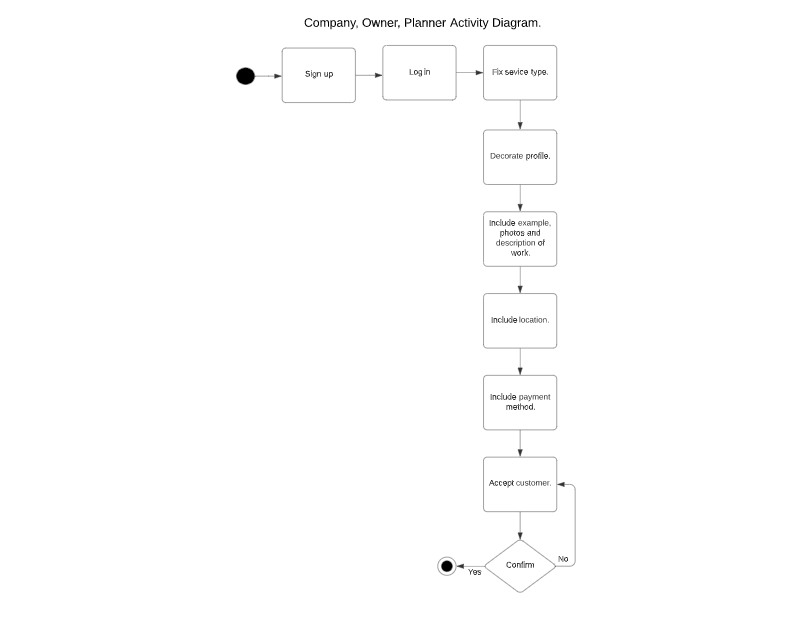 Company, Owner, Planner Activity Diagram.
Sign up
Log in
Fix sevice type.
Decorate profile.
Include example,
photos and
description of
work.
Include location.
Include payment
method.
Accept customer.
Confirm
No
Yes